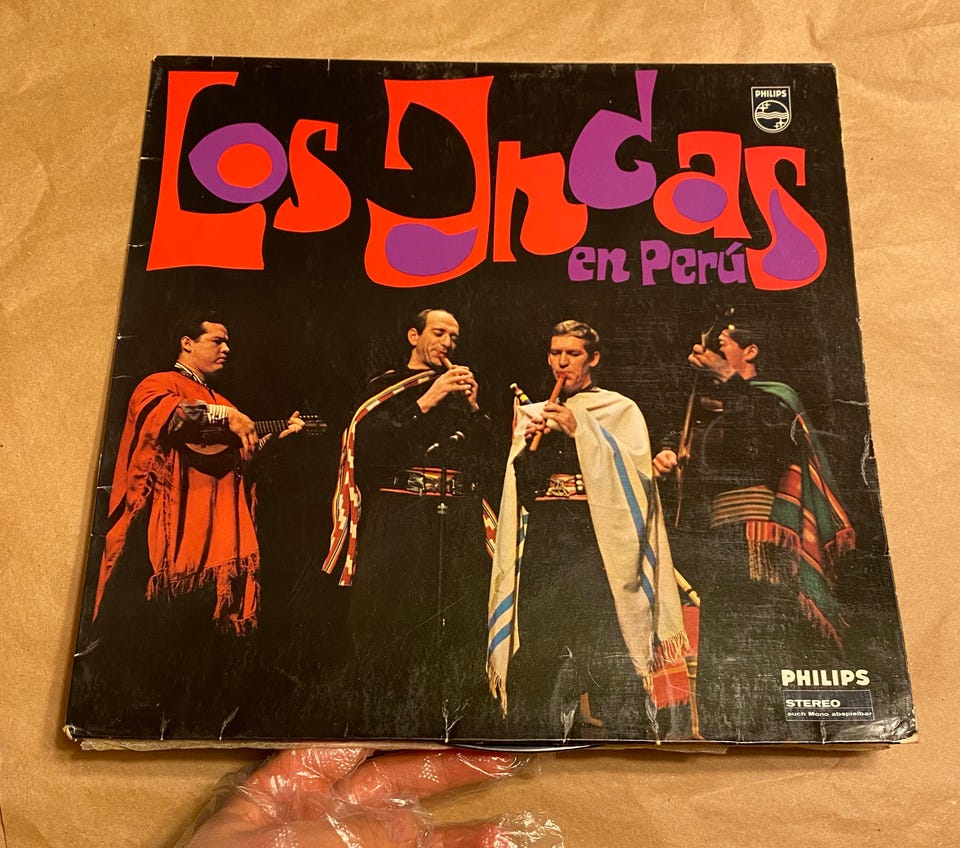 Los Incas
PHILIPS
en Perú
PHILIPS
STEREO
auch Mono abspielbar